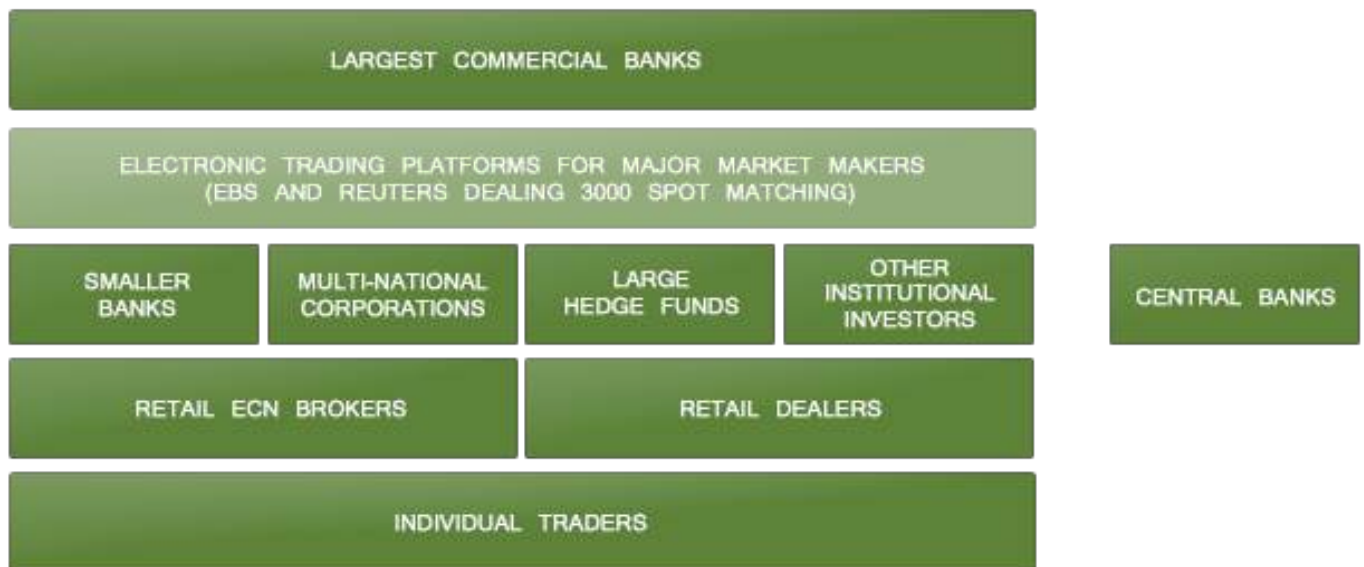 LARGEST COMMERCIAL BANKS
ELECTRONIC TRADING PLATFORMS FOR MAJOR MARKET MAKERS
(EBS AND REUTERS DEALING 3000 SPOT MATCHING)
SMALLER
BANKS
MULTI-NATIONAL
CORPORATIONS
LARGE
HEDGE FUNDS
OTHER
INSTITUTIONAL
INVESTORS
CENTRAL BANKS
RETAIL ECN BROKERS
RETAIL DEALERS
INDIVIDUAL TRADERS